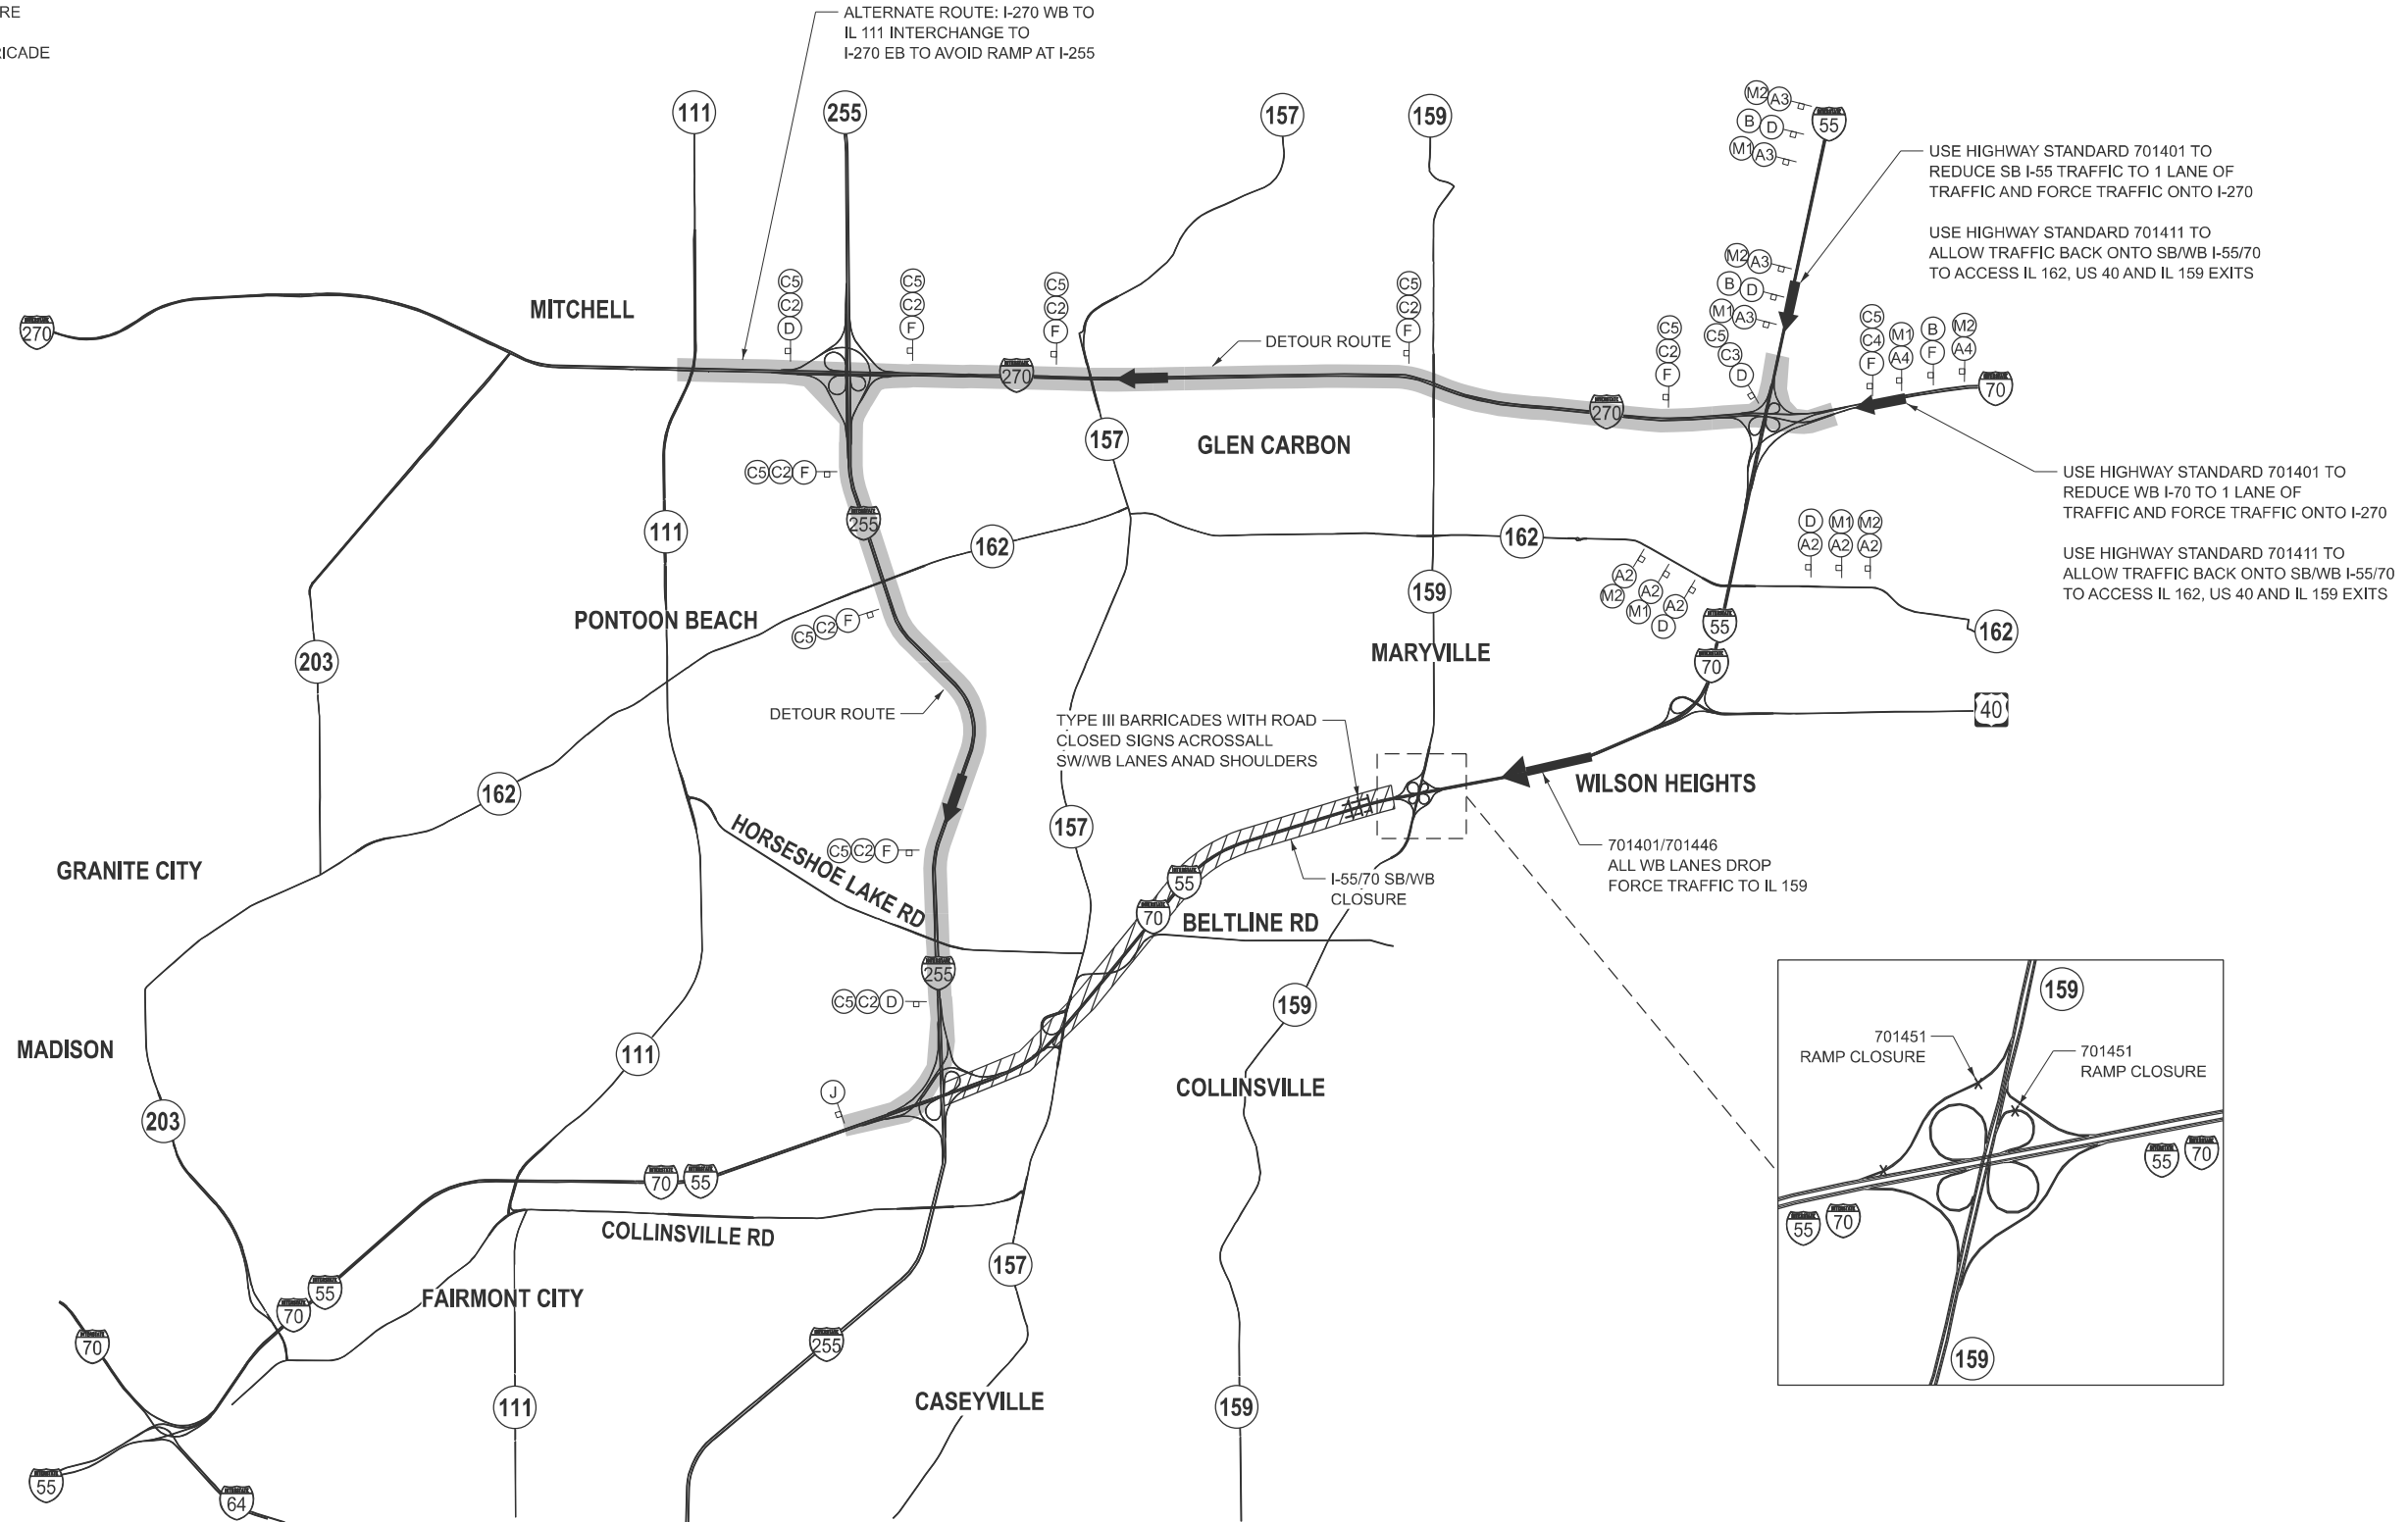 RE
RICADE
ALTERNATE ROUTE: I-270 WB TO
IL 111 INTERCHANGE TO
I-270 EB TO AVOID RAMP AT I-255
111
255
157
159
M2 A3
B D
M1 A3
55
USE HIGHWAY STANDARD 701401 TO
REDUCE SB I-55 TRAFFIC TO 1 LANE OF
TRAFFIC AND FORCE TRAFFIC ONTO I-270
USE HIGHWAY STANDARD 701411 TO
ALLOW TRAFFIC BACK ONTO SB/WB I-55/70
TO ACCESS IL 162, US 40 AND IL 159 EXITS
270
MITCHELL
C5
C2
D
C5
C2
F
C5
C2
F
C5
C2
F
DETOUR ROUTE
C5
C2
F
M2 A3
B D
M1 A3
C5
C3
D
C5
C4
F
M1
A4
B
F
M2
A4
270
270
70
157
GLEN CARBON
C5 C2 F
255
USE HIGHWAY STANDARD 701401 TO
REDUCE WB I-70 TO 1 LANE OF
TRAFFIC AND FORCE TRAFFIC ONTO I-270
USE HIGHWAY STANDARD 701411 TO
ALLOW TRAFFIC BACK ONTO SB/WB I-55/70
TO ACCESS IL 162, US 40 AND IL 159 EXITS
111
162
162
D M1 M2
A2 A2 A2
A2
M2
A2
M1
A2
D
159
PONTOON BEACH
C5 C2 F
203
55
162
MARYVILLE
70
DETOUR ROUTE
40
TYPE III BARRICADES WITH ROAD
CLOSED SIGNS ACROSSALL
SW/WB LANES ANAD SHOULDERS
WILSON HEIGHTS
162
HORSESHOE LAKE RD
157
701401/701446
ALL WB LANES DROP
FORCE TRAFFIC TO IL 159
GRANITE CITY
C5 C2 F
55
I-55/70 SB/WB
CLOSURE
70
BELTLINE RD
255
C5 C2 D
159
MADISON
111
COLLINSVILLE
J
203
159
701451
RAMP CLOSURE
701451
RAMP CLOSURE
55
70
55
70
159
70
55
COLLINSVILLE RD
157
55
70
FAIRMONT CITY
70
255
111
CASEYVILLE
159
55
64